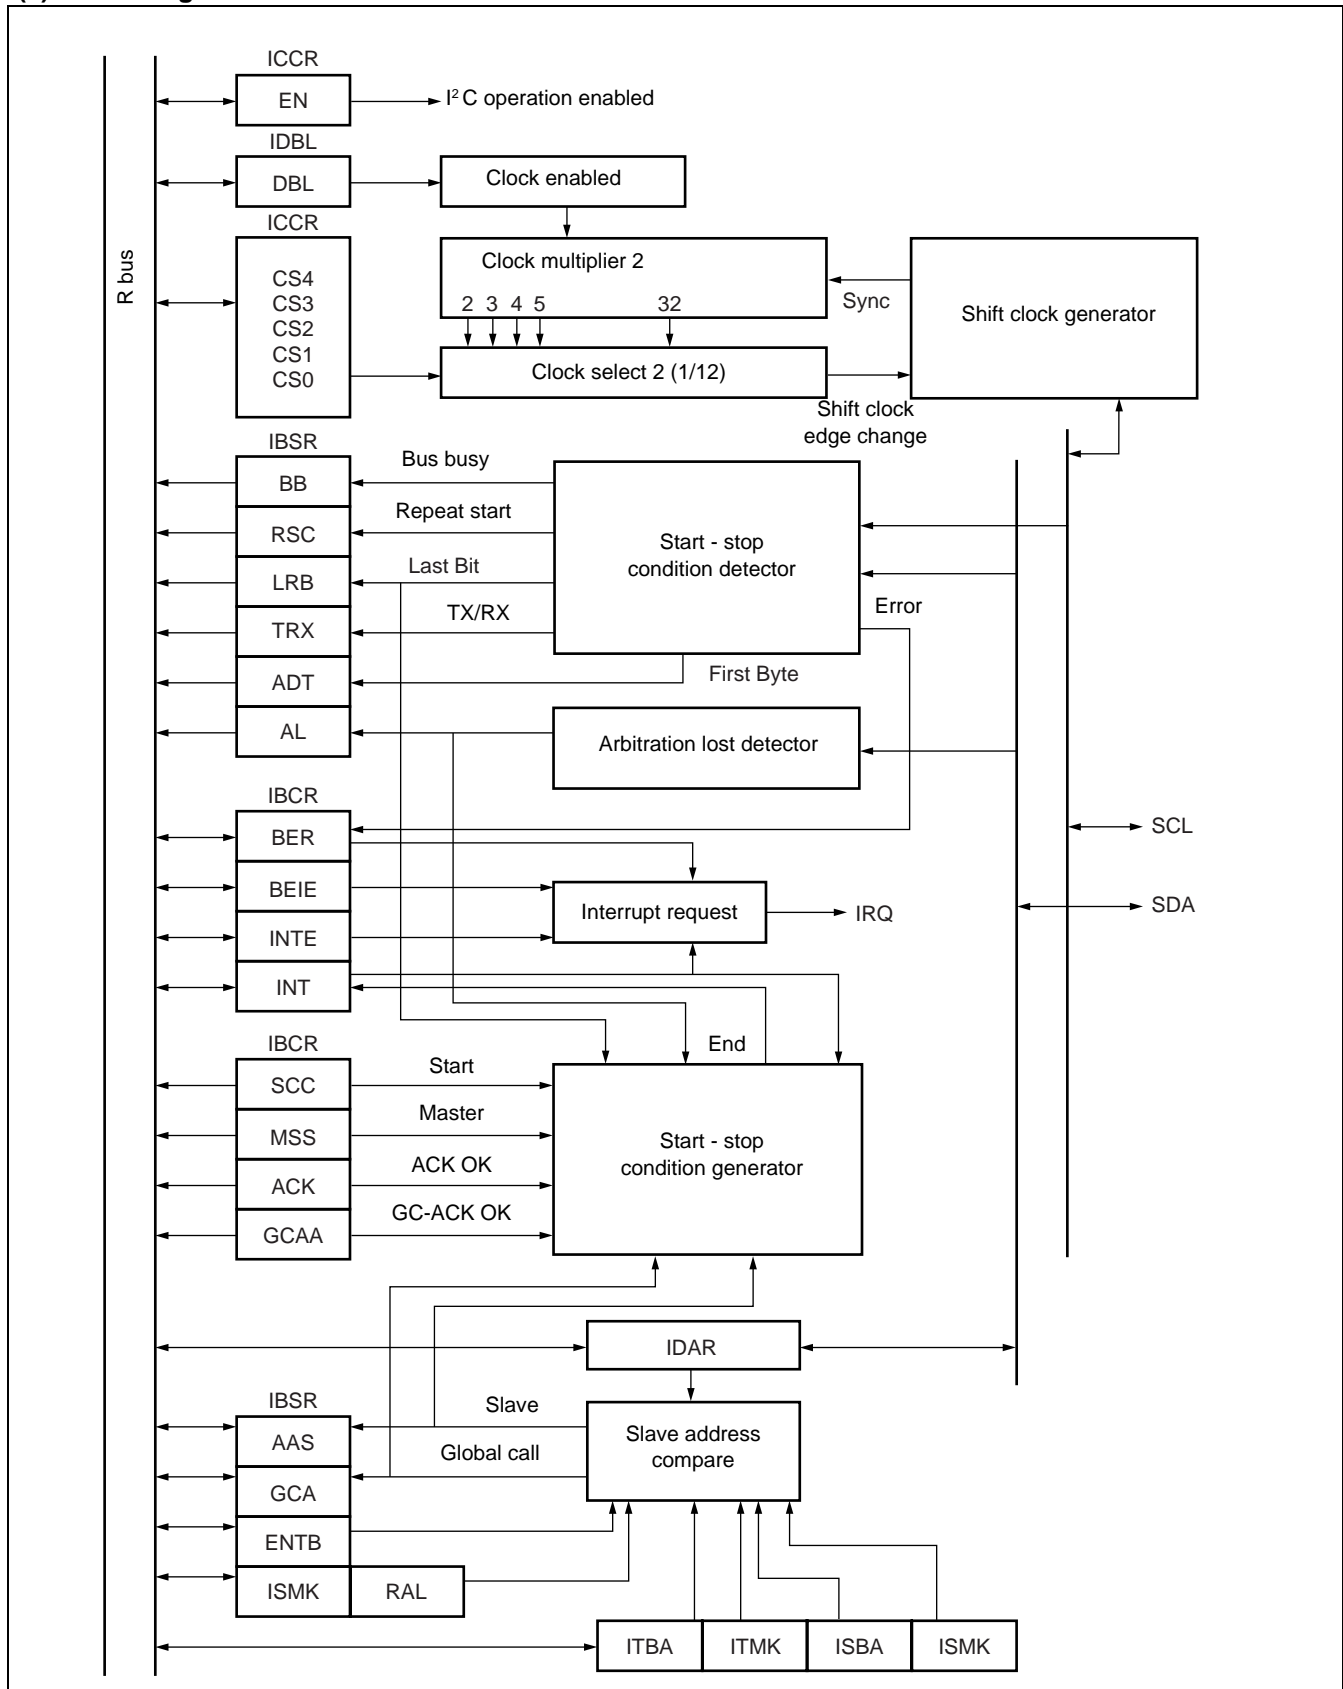 ICCR
EN
I² C operation enabled
IDBL
DBL
Clock enabled
ICCR
R bus
CS4
CS3
CS2
CS1
CS0
Clock multiplier 2
2 3 4 5 32
Sync
Shift clock generator
Clock select 2 (1/12)
Shift clock
edge change
IBSR
BB
Bus busy
RSC
Repeat start
LRB
Last Bit
TRX
TX/RX
ADT
First Byte
AL
Start - stop
condition detector
Error
Arbitration lost detector
IBCR
BER
BEIE
INTE
INT
Interrupt request
IRQ
SCL
SDA
End
IBCR
SCC
Start
MSS
Master
ACK
ACK OK
GCAA
GC-ACK OK
Start - stop
condition generator
IDAR
IBSR
AAS
Slave
GCA
Global call
ENTB
ISMK
RAL
Slave address
compare
ITBA
ITMK
ISBA
ISMK